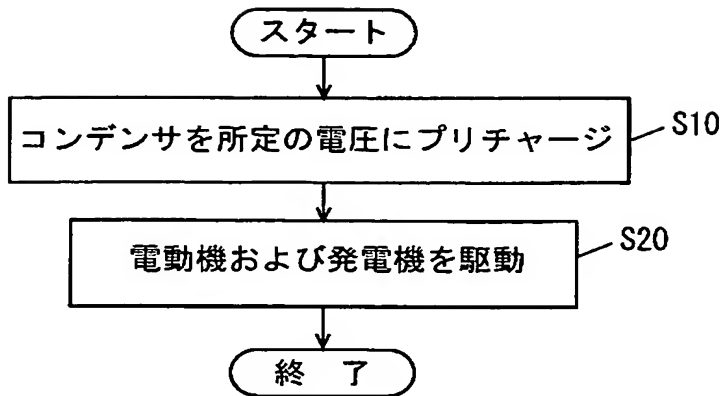 スタート
コンデンサを所定の電圧にプリチャージ
S10
電動機および発電機を駆動
S20
終 了